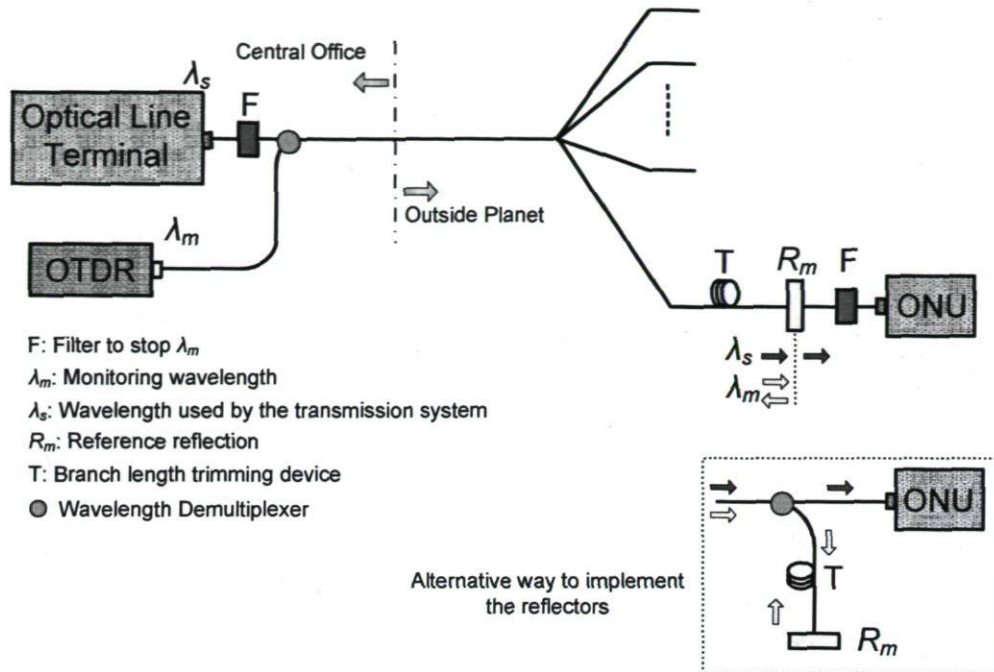 Central Office
λs
F
Optical Line
Terminal
Outside Planet
λm
OTDR
T
Rm
F
ONU
λs
λm
F: Filter to stop λm
λm: Monitoring wavelength
λs: Wavelength used by the transmission system
Rm: Reference reflection
T: Branch length trimming device
Wavelength Demultiplexer
ONU
T
Rm
Alternative way to implement
the reflectors